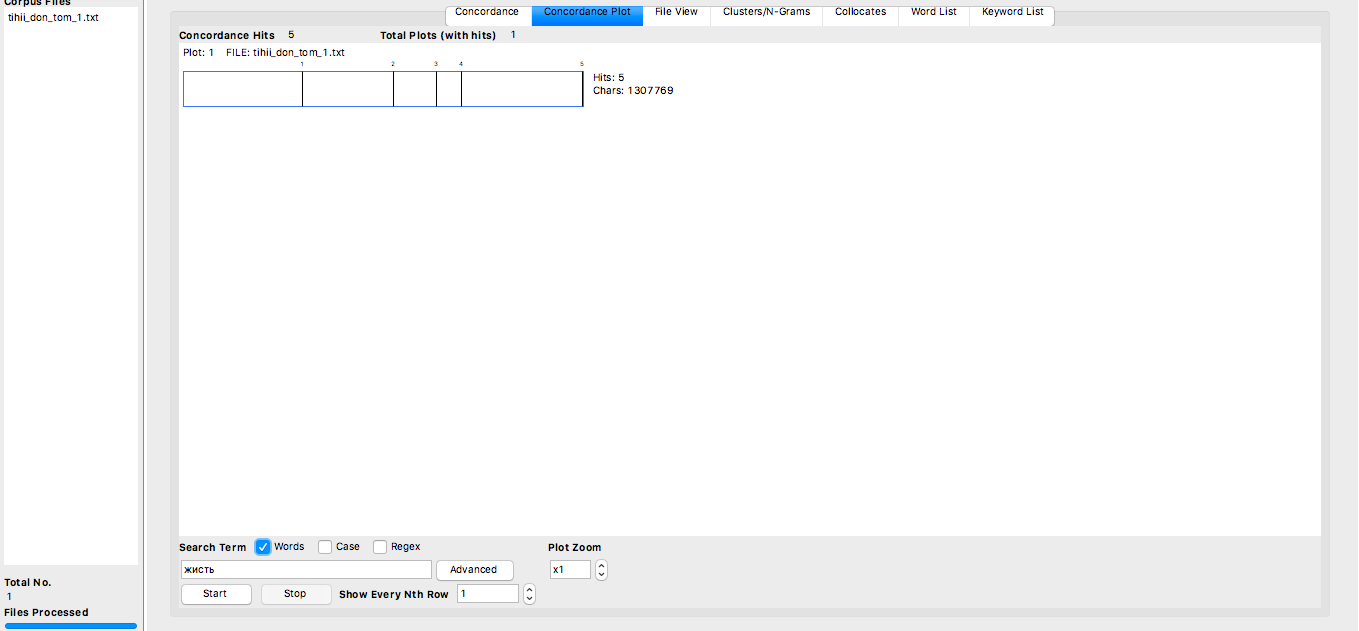 Corpus Files
tihii_don_tom_1.txt
Concordance Concordance Plot File View Clusters/N-Grams Collocates Word List Keyword List
Concordance Hits 5 Total Plots (with hits) 1
Plot: 1 FILE: tihii_don_tom_1.txt
1 2 3 4 5
Hits: 5
Chars: 1307769
Search Term Words Case Regex Plot Zoom
жисть Advanced x1
Start Stop Show Every Nth Row 1
Total No.
1
Files Processed